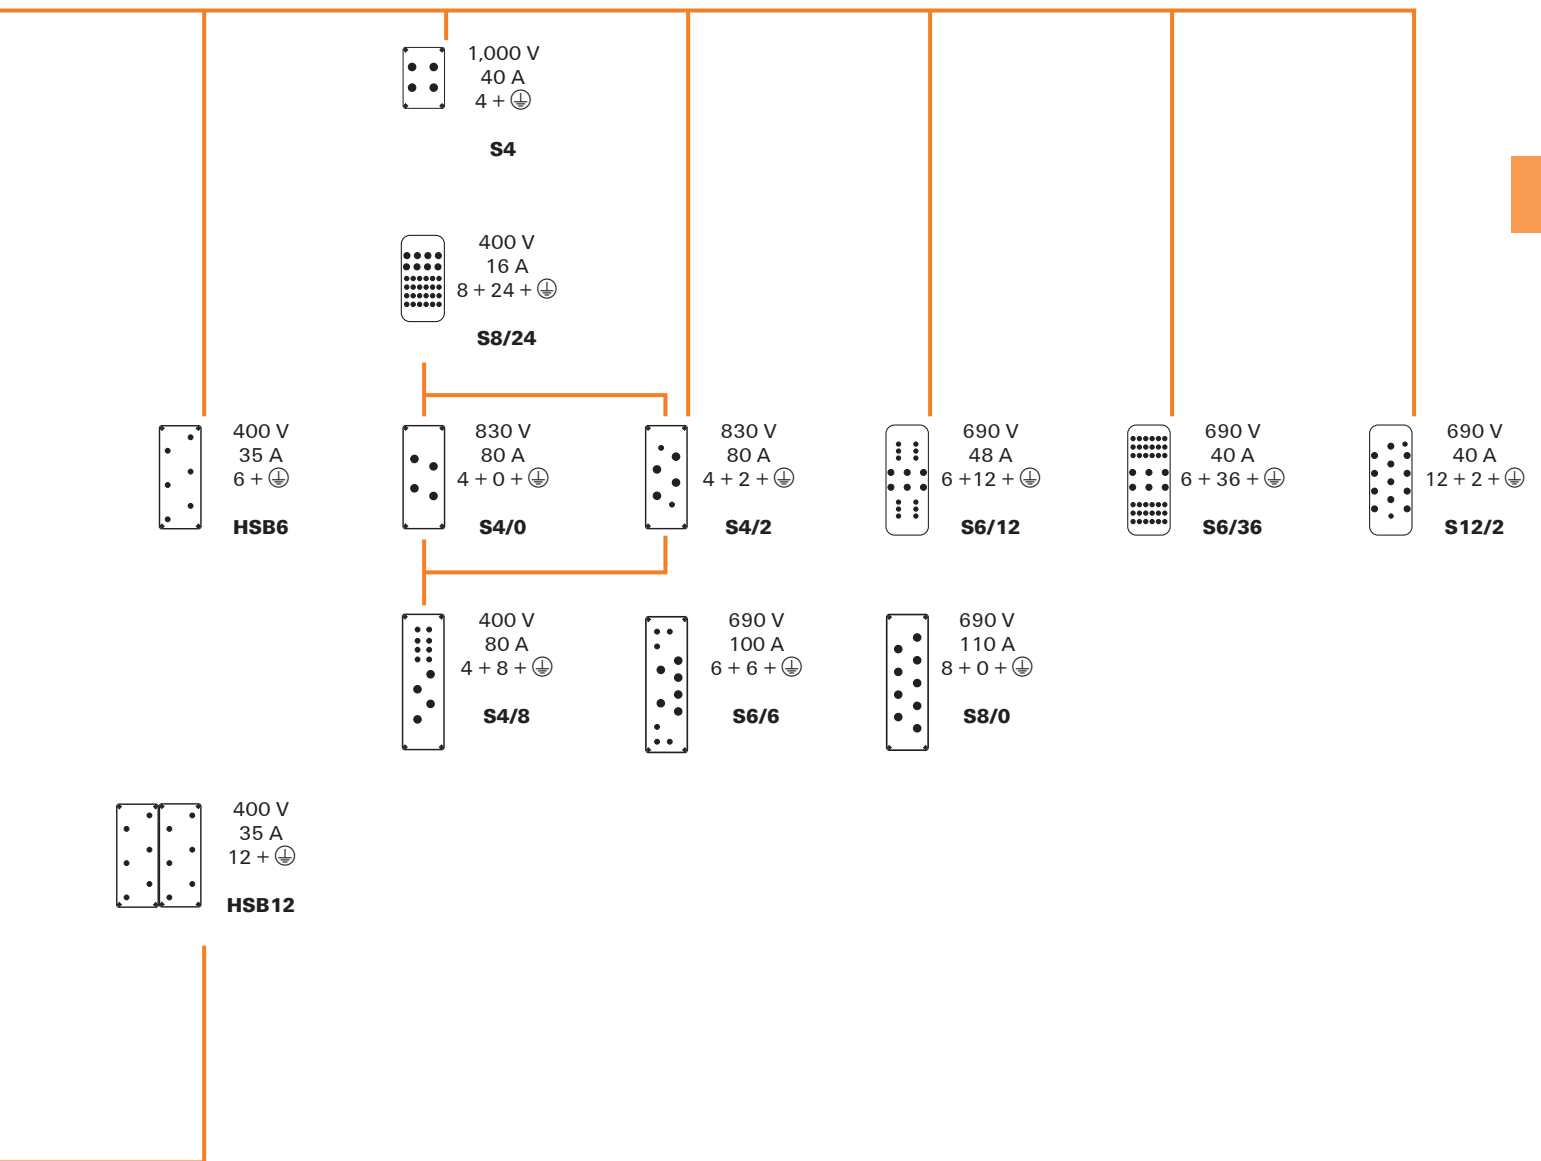 1,000 V
40 A
4 + ⏚
S4
400 V
16 A
8 + 24 + ⏚
S8/24
400 V
35 A
6 + ⏚
HSB6
830 V
80 A
4 + 0 + ⏚
S4/0
830 V
80 A
4 + 2 + ⏚
S4/2
690 V
48 A
6 +12 + ⏚
S6/12
690 V
40 A
6 + 36 + ⏚
S6/36
690 V
40 A
12 + 2 + ⏚
S12/2
400 V
80 A
4 + 8 + ⏚
S4/8
690 V
100 A
6 + 6 + ⏚
S6/6
690 V
110 A
8 + 0 + ⏚
S8/0
400 V
35 A
12 + ⏚
HSB12